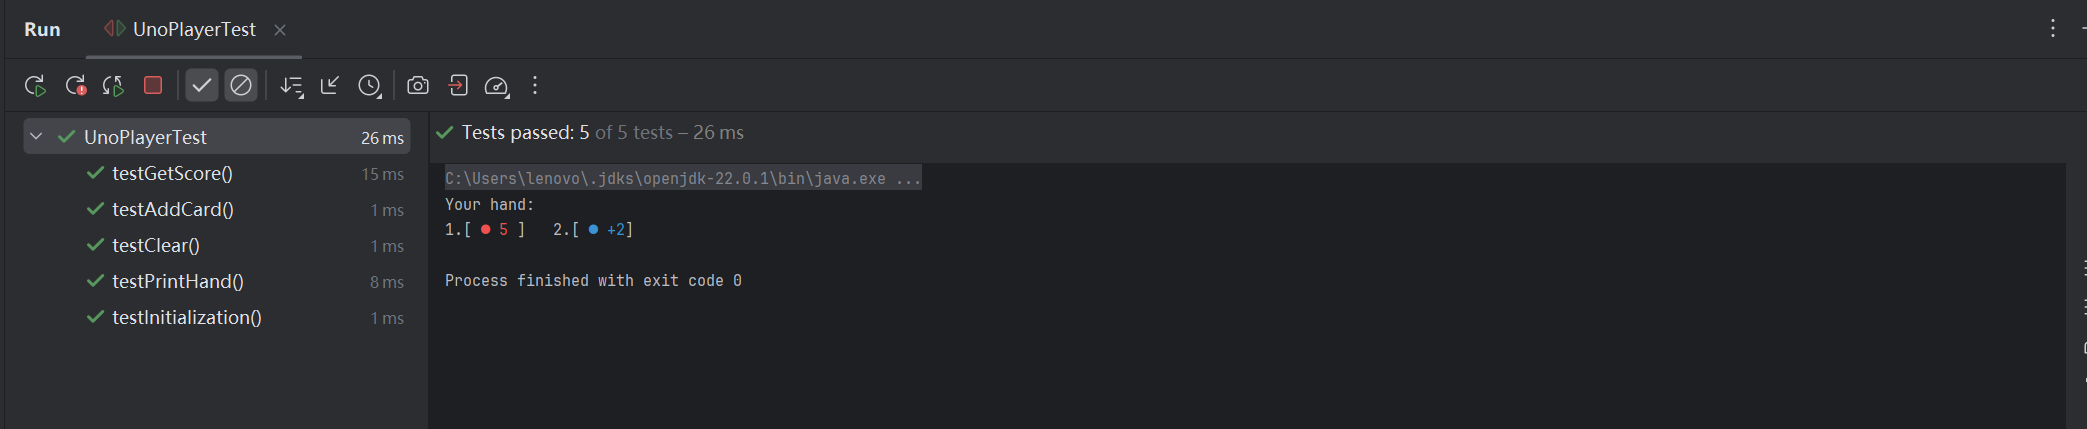 Run UnoPlayerTest
UnoPlayerTest 26 ms
testGetScore() 15 ms
testAddCard() 1 ms
testClear() 1 ms
testPrintHand() 8 ms
testInitialization() 1 ms
Tests passed: 5 of 5 tests – 26 ms
C:\Users\lenovo\.jdks\openjdk-22.0.1\bin\java.exe ...
Your hand:
1.[ ● 5 ]   2.[ ● +2]
Process finished with exit code 0